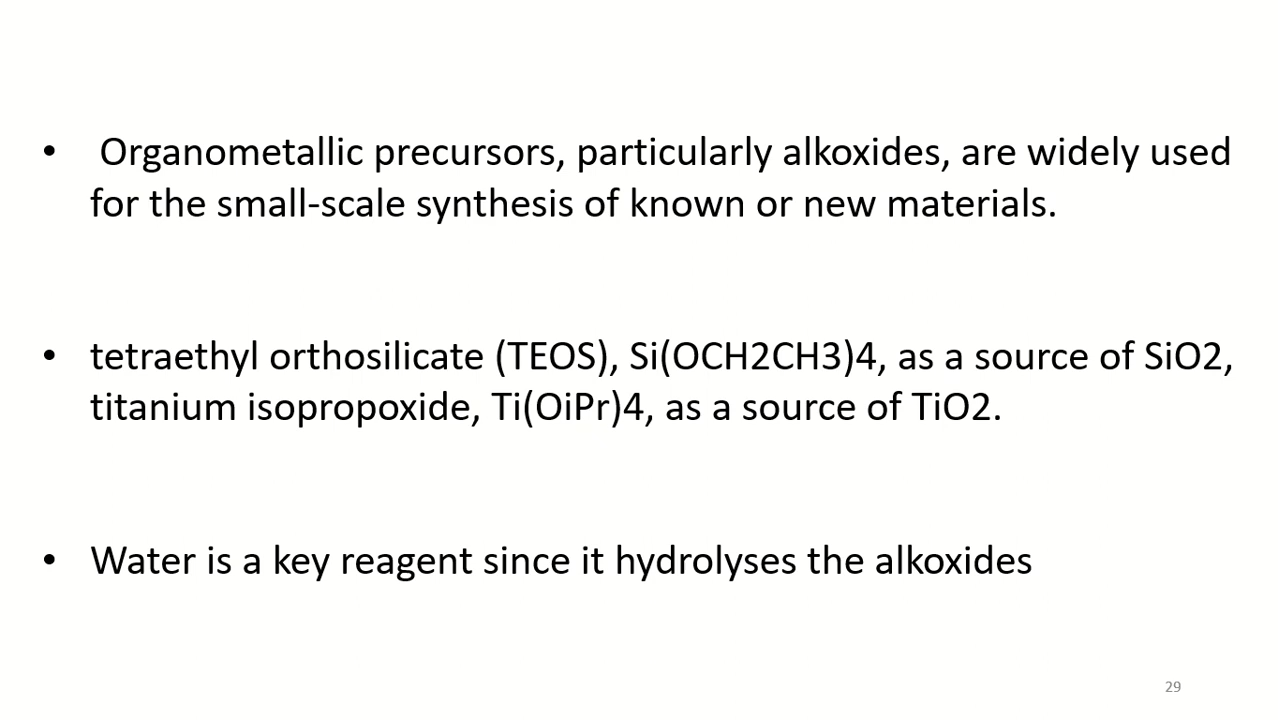 • Organometallic precursors, particularly alkoxides, are widely used
for the small-scale synthesis of known or new materials.
• tetraethyl orthosilicate (TEOS), Si(OCH2CH3)4, as a source of SiO2,
titanium isopropoxide, Ti(OiPr)4, as a source of TiO2.
• Water is a key reagent since it hydrolyses the alkoxides
29